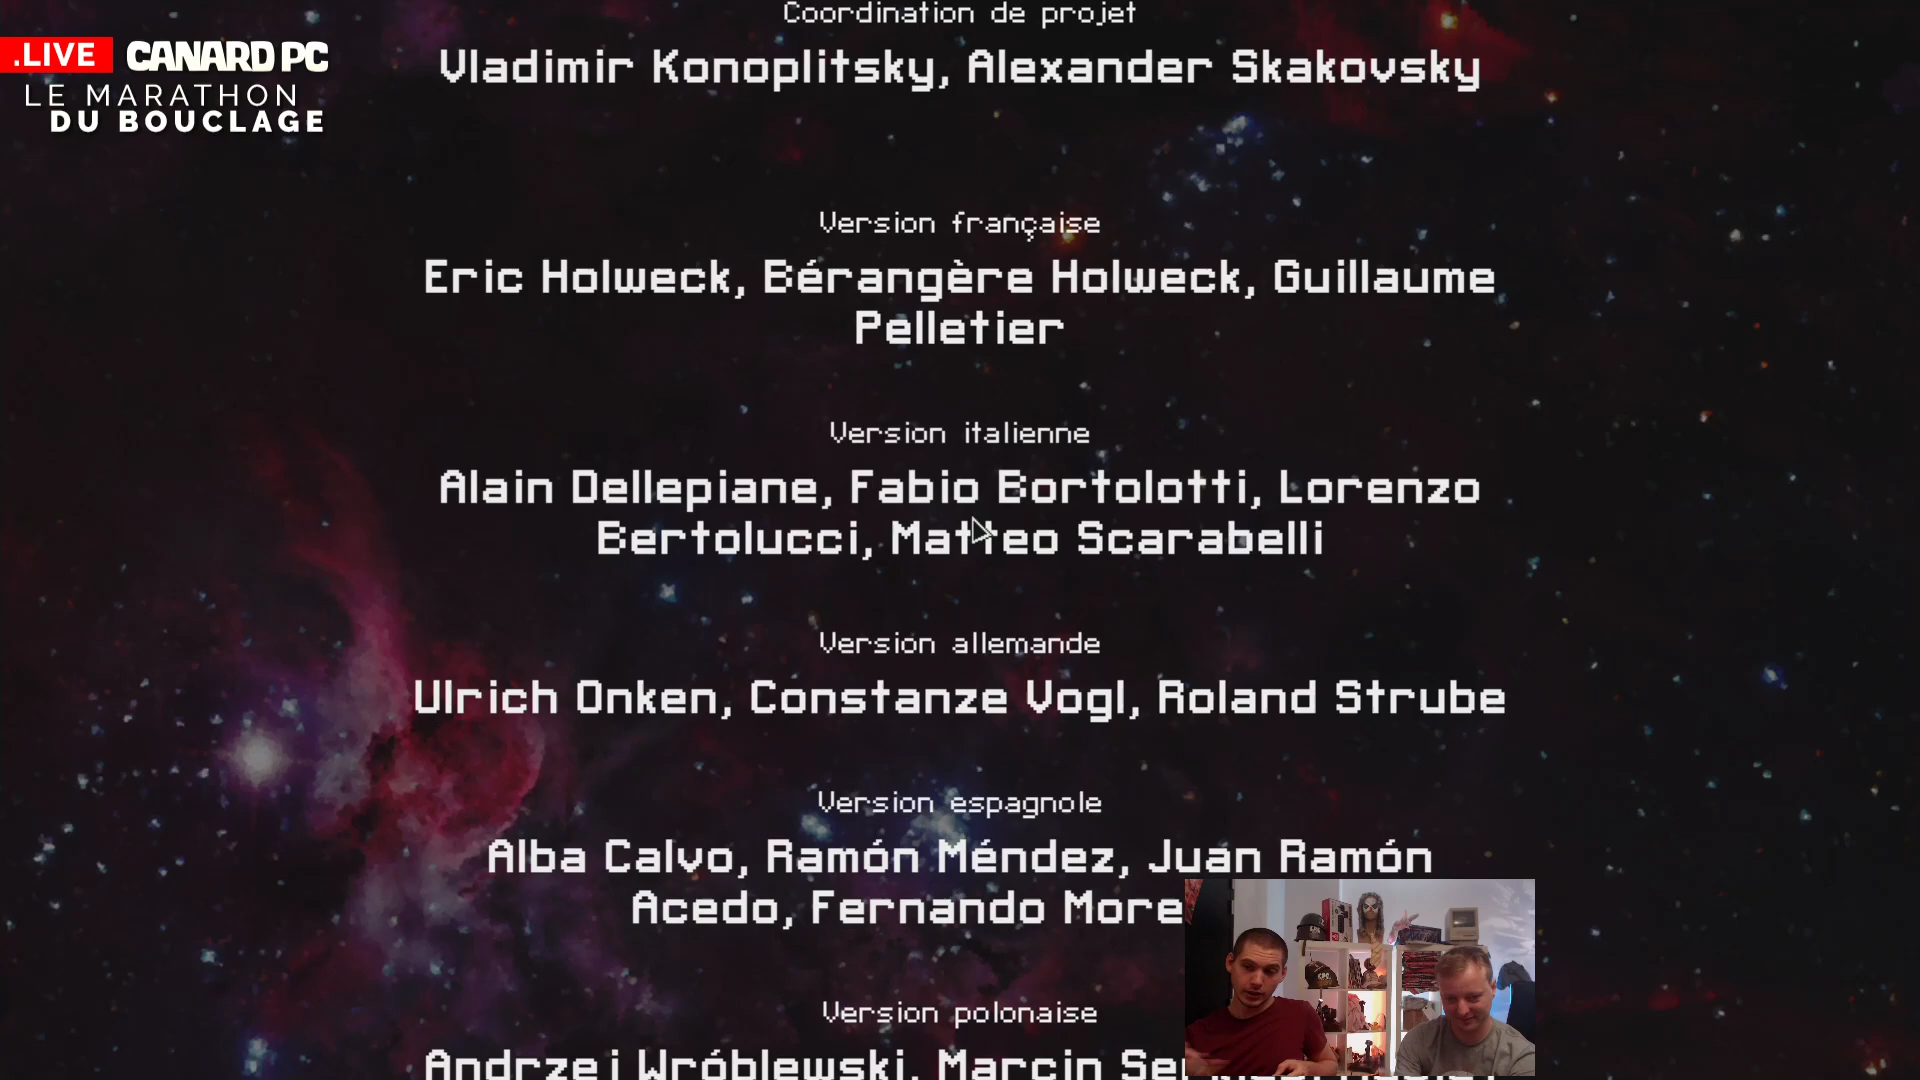 Coordination de projet
.LIVE CANARD PC
LE MARATHON
DU BOUCLAGE
Vladimir Konoplitsky, Alexander Skakovsky
Version française
Eric Holweck, Bérangère Holweck, Guillaume
Pelletier
Version italienne
Alain Dellepiane, Fabio Bortolotti, Lorenzo
Bertolucci, Matteo Scarabelli
Version allemande
Ulrich Onken, Constanze Vogl, Roland Strube
Version espagnole
Alba Calvo, Ramón Méndez, Juan Ramón
Acedo, Fernando
Version polonaise
Andrzej Wróblewski, Marcin